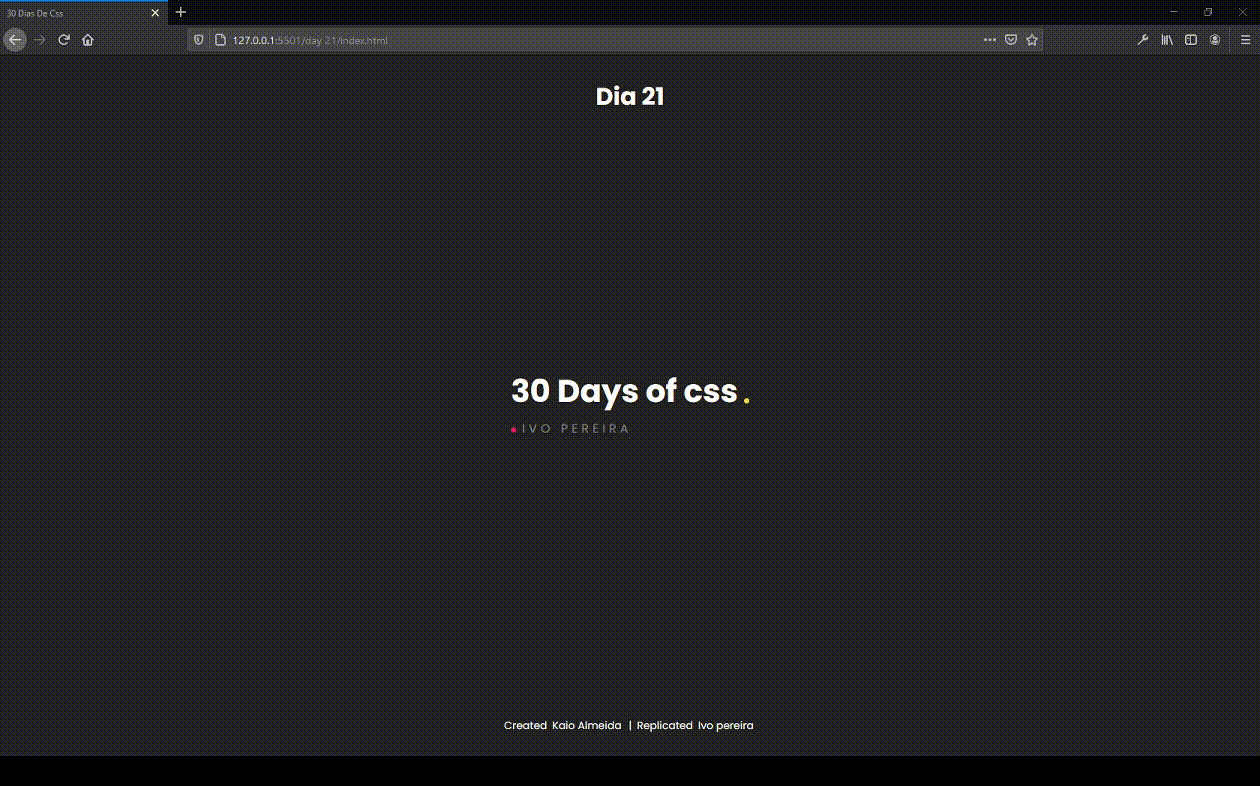 30 Dias De Css
127.0.0.1:5501/day 21/index.html
Dia 21
30 Days of css .
IVO PEREIRA
Created Kaio Almeida | Replicated Ivo pereira